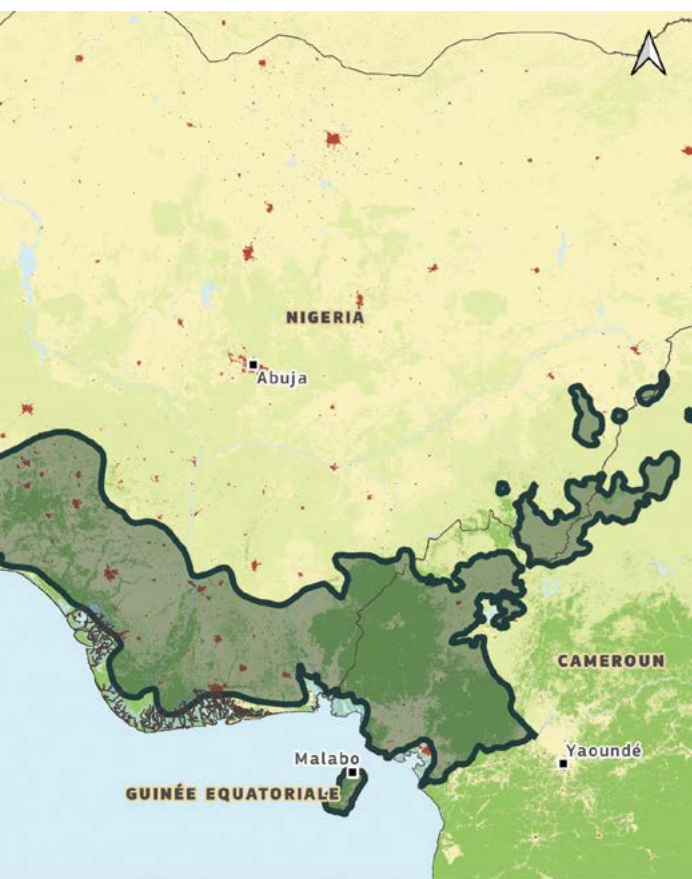 NIGERIA
Abuja
CAMEROUN
Yaoundé
Malabo
GUINÉE EQUATORIALE